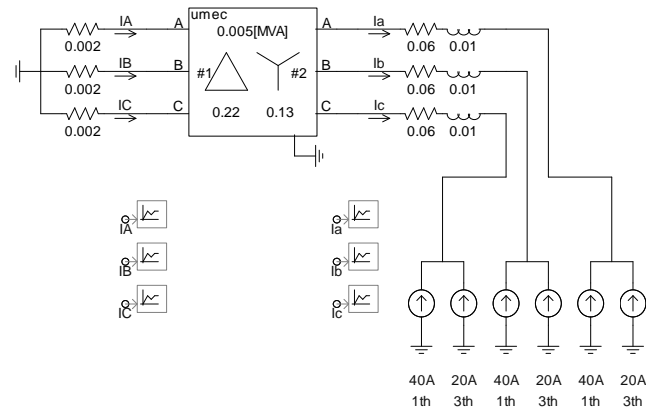 umec
0.005[MVA]
IA
A
A
Ia
0.002
0.06
0.01
IB
B
#1
#2
B
Ib
0.002
0.06
0.01
IC
C
0.22
0.13
C
Ic
0.002
0.06
0.01
IA
Ia
IB
Ib
IC
Ic
40A 20A 40A 20A 40A 20A
1th 3th 1th 3th 1th 3th